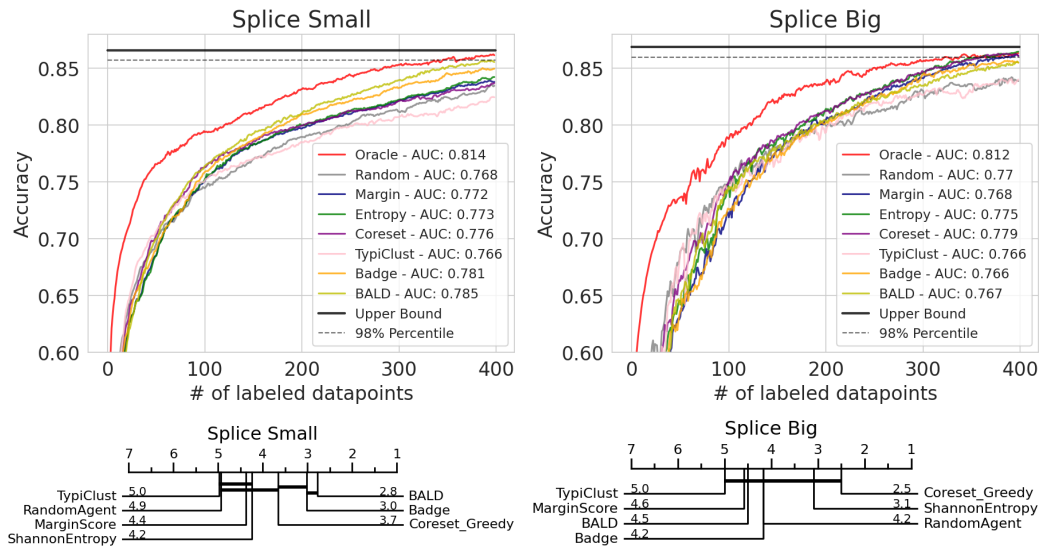 Splice Small
Accuracy
0.85
0.80
0.75
0.70
0.65
0.60
0
100
200
300
400
# of labeled datapoints
Oracle - AUC: 0.814
Random - AUC: 0.768
Margin - AUC: 0.772
Entropy - AUC: 0.773
Coreset - AUC: 0.776
TypiClust - AUC: 0.766
Badge - AUC: 0.781
BALD - AUC: 0.785
Upper Bound
98% Percentile
Splice Big
Accuracy
0.85
0.80
0.75
0.70
0.65
0.60
0
100
200
300
400
# of labeled datapoints
Oracle - AUC: 0.812
Random - AUC: 0.77
Margin - AUC: 0.768
Entropy - AUC: 0.775
Coreset - AUC: 0.779
TypiClust - AUC: 0.766
Badge - AUC: 0.766
BALD - AUC: 0.767
Upper Bound
98% Percentile
Splice Small
7 6 5 4 3 2 1
TypiClust 5.0
RandomAgent 4.9
MarginScore 4.4
ShannonEntropy 4.2
2.8 BALD
3.0 Badge
3.7 Coreset_Greedy
Splice Big
7 6 5 4 3 2 1
TypiClust 5.0
MarginScore 4.6
BALD 4.5
Badge 4.2
2.5 Coreset_Greedy
3.1 ShannonEntropy
4.2 RandomAgent